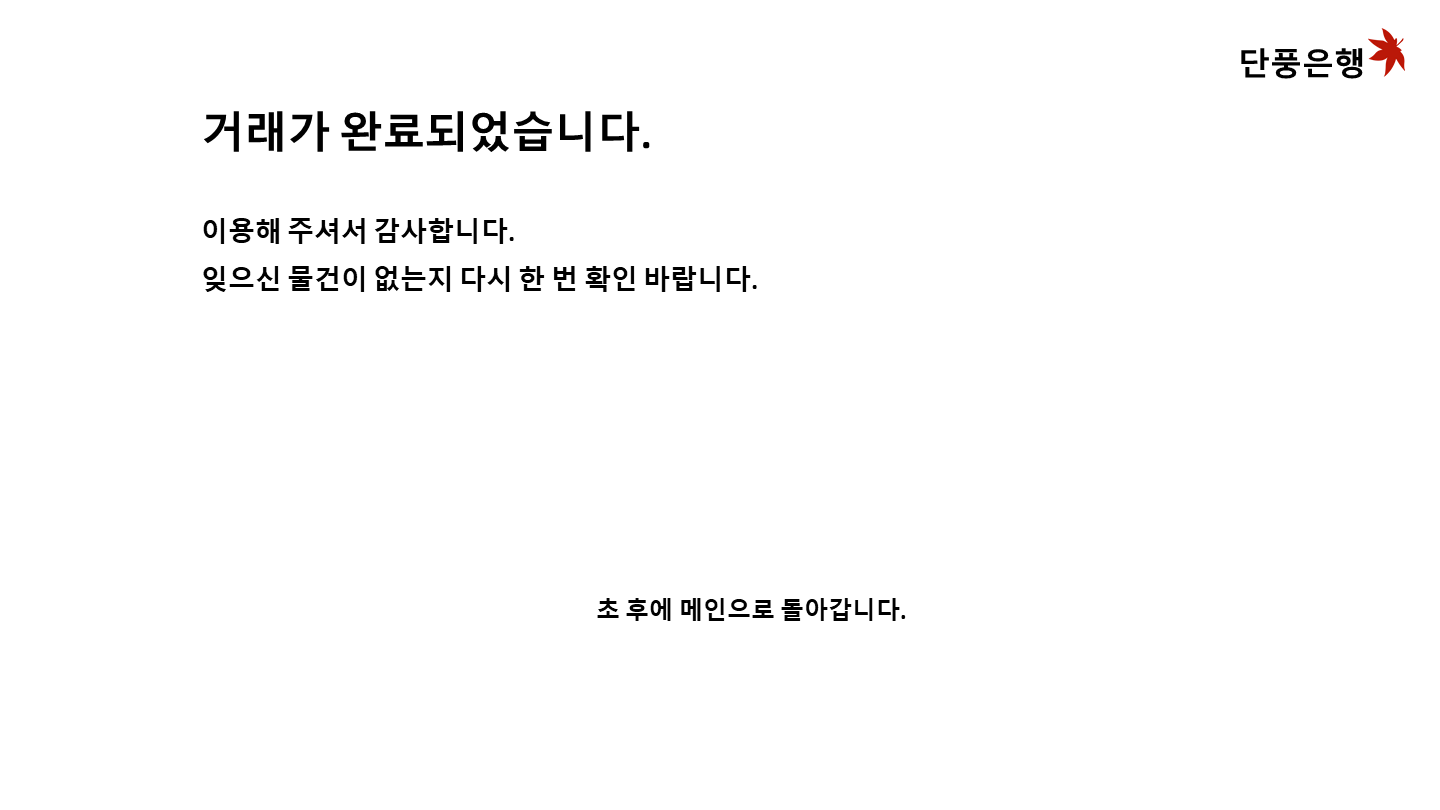 단풍은행
거래가 완료되었습니다.
이용해 주셔서 감사합니다.
잊으신 물건이 없는지 다시 한 번 확인 바랍니다.
초 후에 메인으로 돌아갑니다.